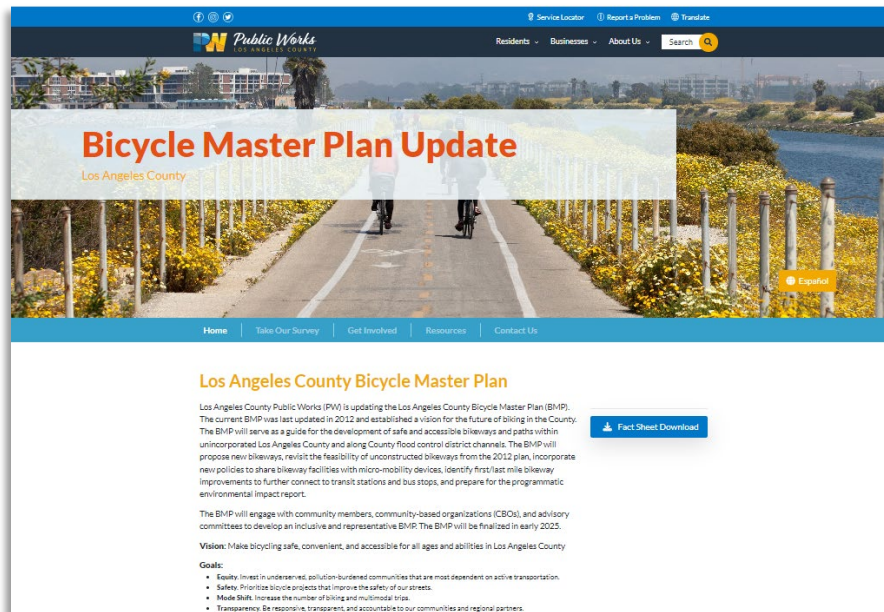 Service Locator Report a Problem Translate
PW Public Works
LOS ANGELES COUNTY
Residents Businesses About Us Search
Bicycle Master Plan Update
Los Angeles County
Español
Home Take Our Survey Get Involved Resources Contact Us
Los Angeles County Bicycle Master Plan
Los Angeles County Public Works (PW) is updating the Los Angeles County Bicycle Master Plan (BMP).
The current BMP was last updated in 2012 and established a vision for the future of biking in the County.
The BMP will serve as a guide for the development of safe and accessible bikeways and paths within
unincorporated Los Angeles County and along County flood control district channels. The BMP will
propose new bikeways, revisit the feasibility of unconstructed bikeways from the 2012 plan, incorporate
new policies to share bikeway facilities with micro-mobility devices, identify first/last mile bikeway
improvements to further connect to transit stations and bus stops, and prepare for the programmatic
environmental impact report.
Fact Sheet Download
The BMP will engage with community members, community-based organizations (CBOs), and advisory
committees to develop an inclusive and representative BMP. The BMP will be finalized in early 2025.
Vision: Make bicycling safe, convenient, and accessible for all ages and abilities in Los Angeles County
Goals:
• Equity. Invest in underserved, pollution-burdened communities that are most dependent on active transportation.
• Safety. Prioritize bicycle projects that improve the safety of our streets.
• Mode Shift. Increase the number of biking and multimodal trips.
• Transparency. Be responsive, transparent, and accountable to our communities and regional partners.